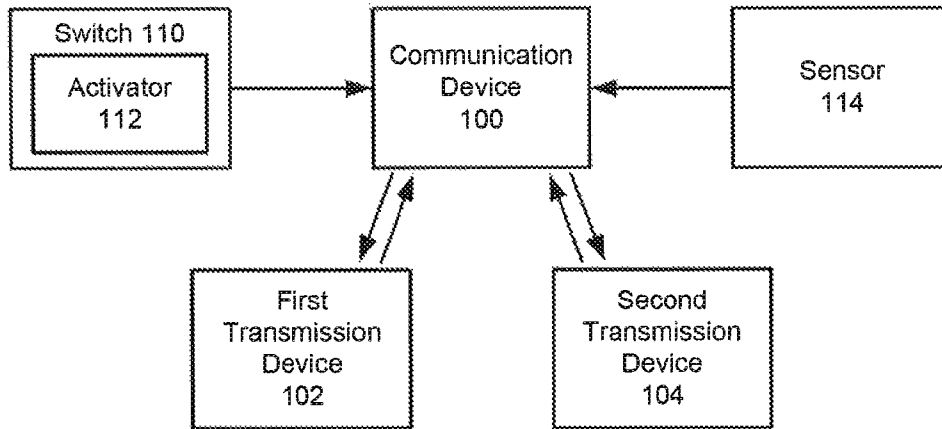 Switch 110
Activator
112
Communication
Device
100
Sensor
114
First
Transmission
Device
102
Second
Transmission
Device
104